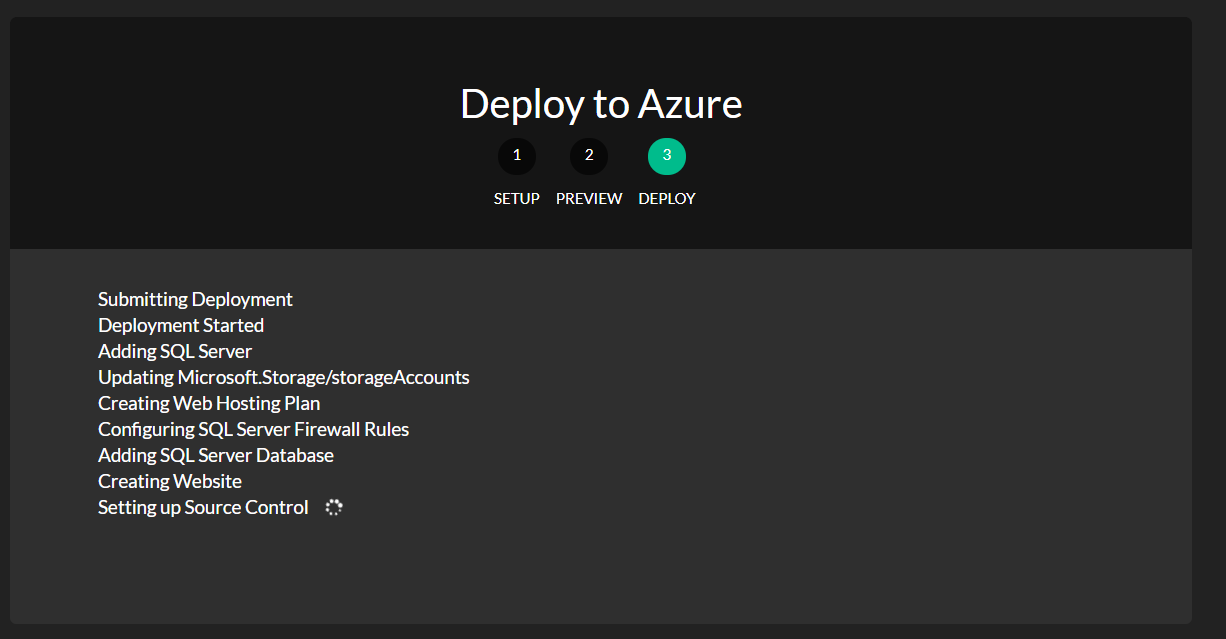 Deploy to Azure
1 2 3
SETUP PREVIEW DEPLOY
Submitting Deployment
Deployment Started
Adding SQL Server
Updating Microsoft.Storage/storageAccounts
Creating Web Hosting Plan
Configuring SQL Server Firewall Rules
Adding SQL Server Database
Creating Website
Setting up Source Control